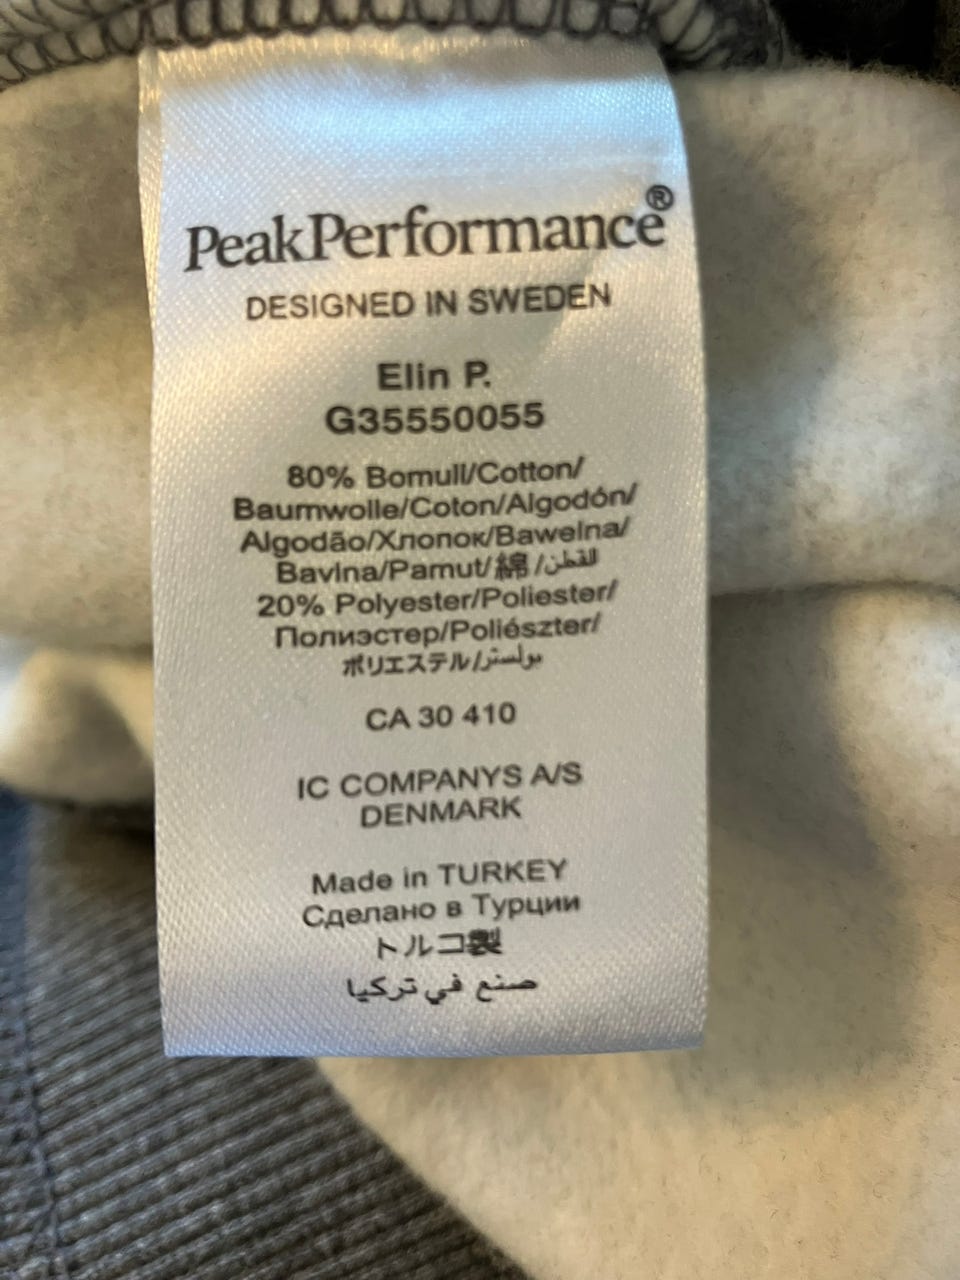 PeakPerformance®
DESIGNED IN SWEDEN
Elin P.
G35550055
80% Bomull/Cotton/
Baumwolle/Coton/Algodón/
Algodão/Хлопок/Bawelna/
Bavlna/Pamut/綿/القطن
20% Polyester/Poliester/
Полиэстер/Poliészter/
ポリエステル/بولستر
CA 30 410
IC COMPANYS A/S
DENMARK
Made in TURKEY
Сделано в Турции
トルコ製
صنع في تركيا